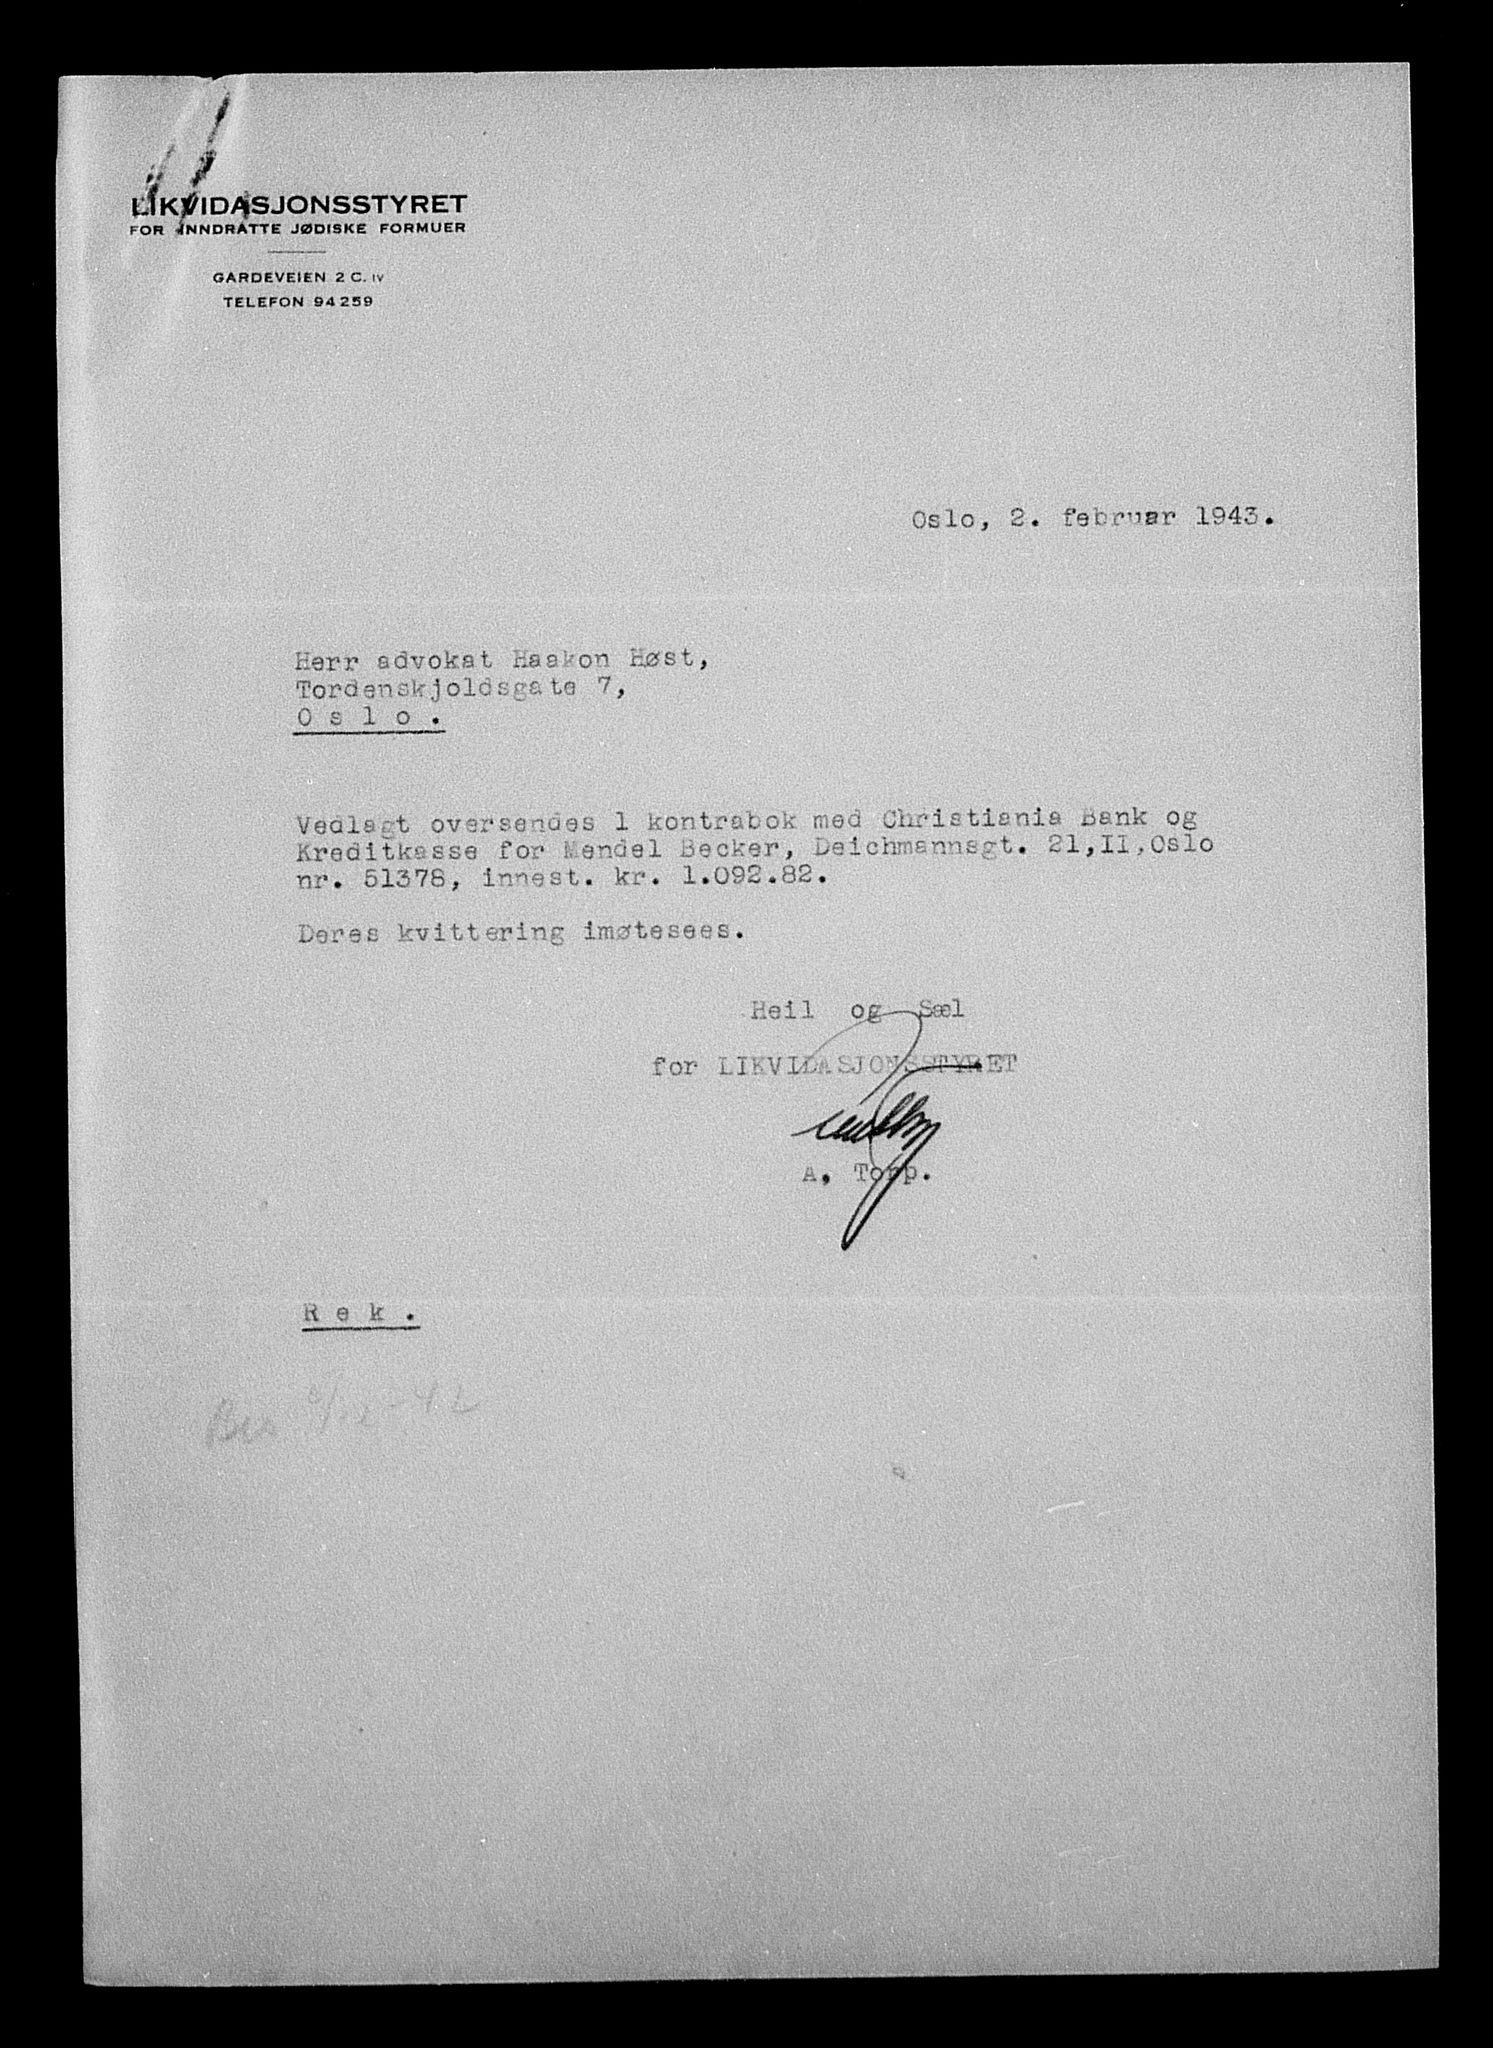 LIKVIDASJONSSTYRET
FOR INNDRATTE JØDISKE FORMUER
GARDEVEIEN 2 C. IV
TELEFON 94259
Oslo, 2. februar 1943.
Herr advokat Haakon Høst,
Tordenskjoldsgate 7,
O s l o .
Vedlagt oversendes 1 kontrabok med Christiania Bank og
Kreditkasse for Mendel Becker, Deichmannsgt. 21,II,Oslo
nr. 51378, innest. kr. 1.092.82.
Deres kvittering imøtesees.
Heil og Sæl
for LIKVIDASJONSSTYRET
A. Torp.
R e k .